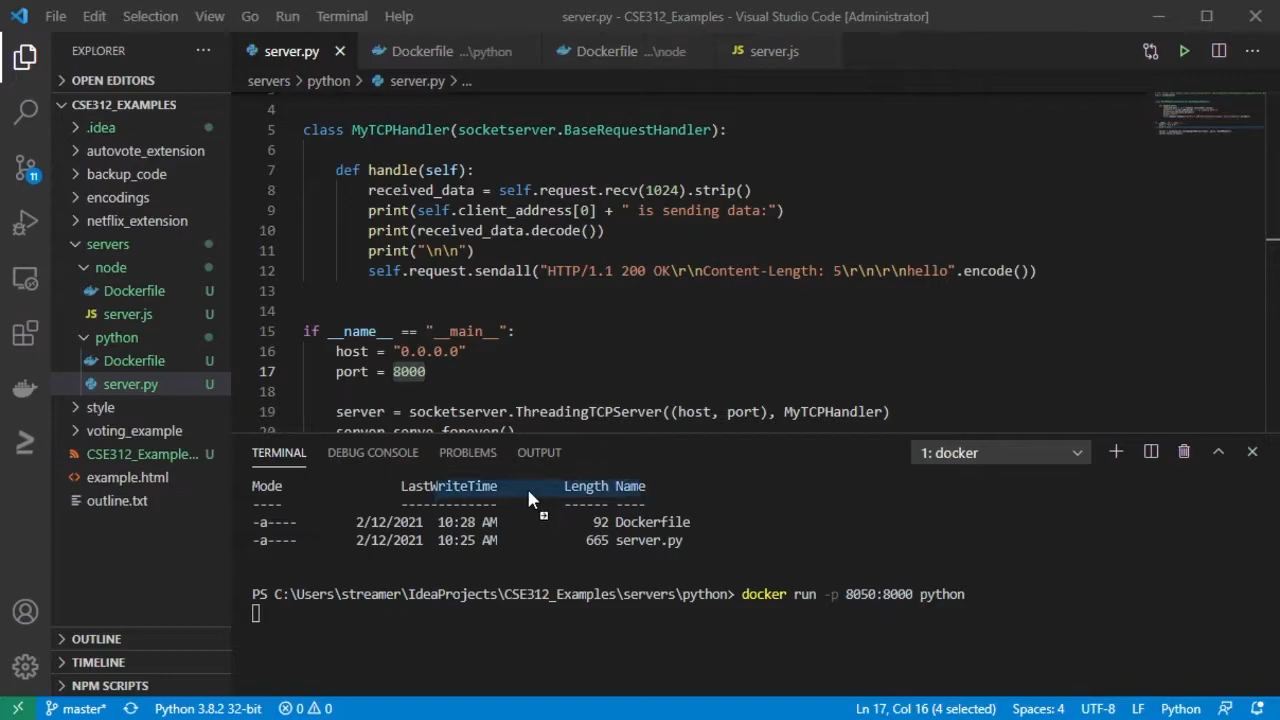 File Edit Selection View Go Run Terminal Help server.py - CSE312_Examples - Visual Studio Code [Administrator]
EXPLORER
OPEN EDITORS
CSE312_EXAMPLES
.idea
autovote_extension
backup_code
encodings
netflix_extension
servers
node
Dockerfile U
JS server.js U
python
Dockerfile U
server.py U
style
voting_example
CSE312_Example... U
example.html
outline.txt
OUTLINE
TIMELINE
NPM SCRIPTS
11
server.py Dockerfile ...\python Dockerfile ...\node JS server.js
servers > python > server.py > ...
4
5 class MyTCPHandler(socketserver.BaseRequestHandler):
6
7 def handle(self):
8 received_data = self.request.recv(1024).strip()
9 print(self.client_address[0] + " is sending data:")
10 print(received_data.decode())
11 print("\n\n")
12 self.request.sendall("HTTP/1.1 200 OK\r\nContent-Length: 5\r\n\r\nhello".encode())
13
14
15 if __name__ == "__main__":
16 host = "0.0.0.0"
17 port = 8000
18
19 server = socketserver.ThreadingTCPServer((host, port), MyTCPHandler)
20 server.serve_forever()
TERMINAL DEBUG CONSOLE PROBLEMS OUTPUT 1: docker
Mode LastWriteTime Length Name
---- ------------- ------ ----
-a---- 2/12/2021 10:28 AM 92 Dockerfile
-a---- 2/12/2021 10:25 AM 665 server.py
PS C:\Users\streamer\IdeaProjects\CSE312_Examples\servers\python> docker run -p 8050:8000 python
master* Python 3.8.2 32-bit 0 0 Ln 17, Col 16 (4 selected) Spaces: 4 UTF-8 LF Python